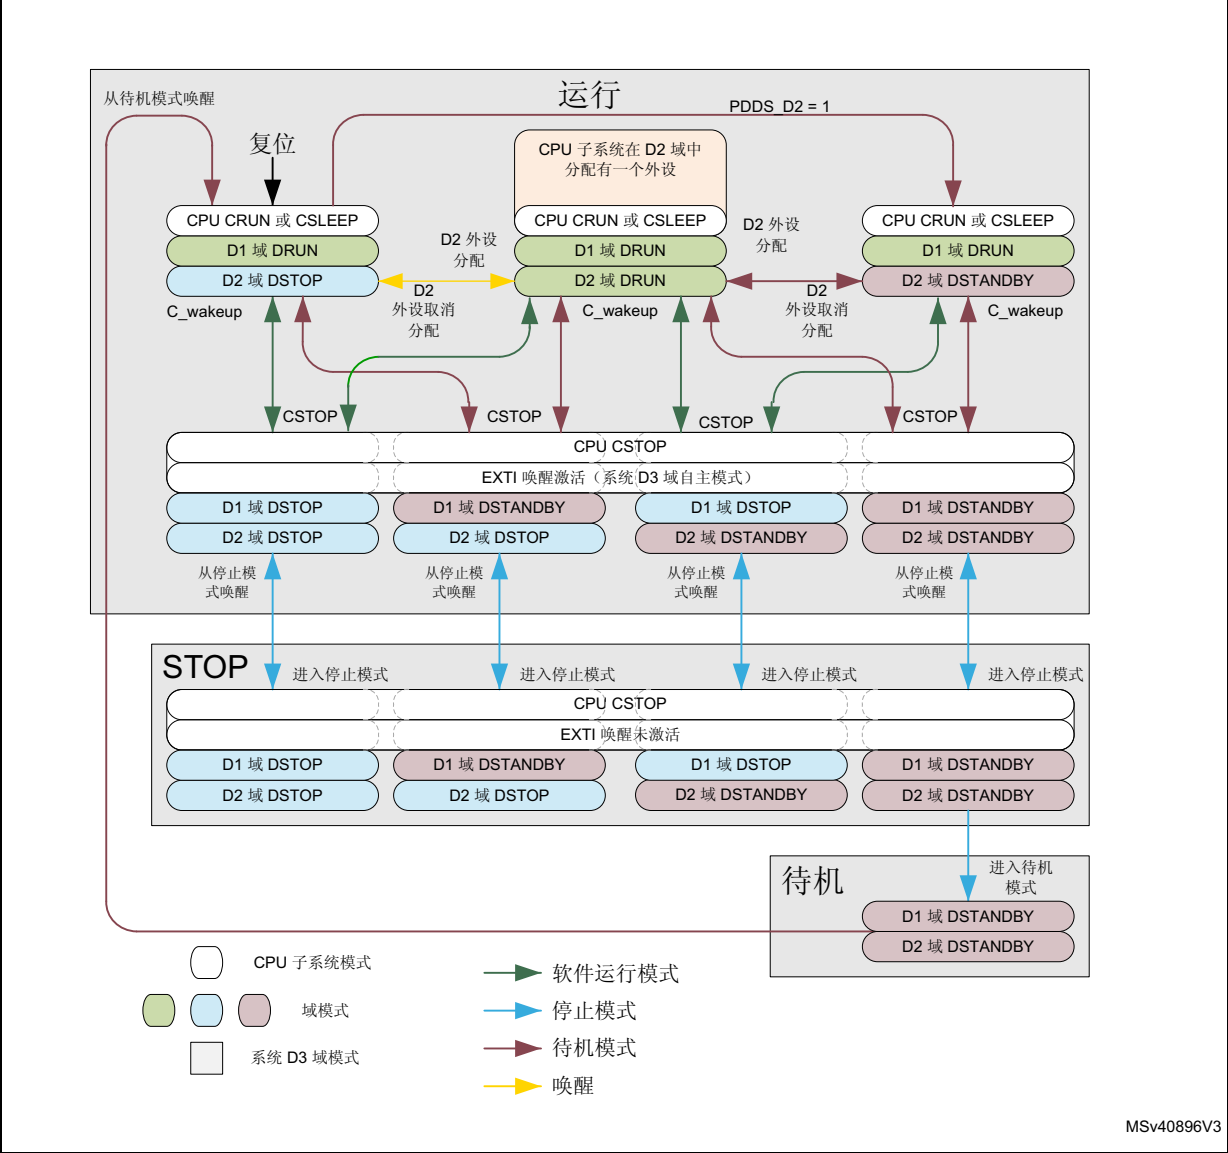 运行
从待机模式唤醒
PDDS_D2 = 1
复位
CPU 子系统在 D2 域中
分配有一个外设
CPU CRUN 或 CSLEEP
D1 域 DRUN
D2 域 DSTOP
C_wakeup
D2 外设
分配
D2
外设取消
分配
CPU CRUN 或 CSLEEP
D1 域 DRUN
D2 域 DRUN
C_wakeup
D2 外设
分配
D2
外设取消
分配
CPU CRUN 或 CSLEEP
D1 域 DRUN
D2 域 DSTANDBY
C_wakeup
CSTOP
CSTOP
CSTOP
CSTOP
CPU CSTOP
EXTI 唤醒激活（系统 D3 域自主模式）
D1 域 DSTOP
D2 域 DSTOP
D1 域 DSTANDBY
D2 域 DSTOP
D1 域 DSTOP
D2 域 DSTANDBY
D1 域 DSTANDBY
D2 域 DSTANDBY
从停止模
式唤醒
从停止模
式唤醒
从停止模
式唤醒
从停止模
式唤醒
STOP
进入停止模式
进入停止模式
进入停止模式
进入停止模式
CPU CSTOP
EXTI 唤醒未激活
D1 域 DSTOP
D2 域 DSTOP
D1 域 DSTANDBY
D2 域 DSTOP
D1 域 DSTOP
D2 域 DSTANDBY
D1 域 DSTANDBY
D2 域 DSTANDBY
待机
进入待机
模式
D1 域 DSTANDBY
D2 域 DSTANDBY
CPU 子系统模式
域模式
系统 D3 域模式
软件运行模式
停止模式
待机模式
唤醒
MSv40896V3